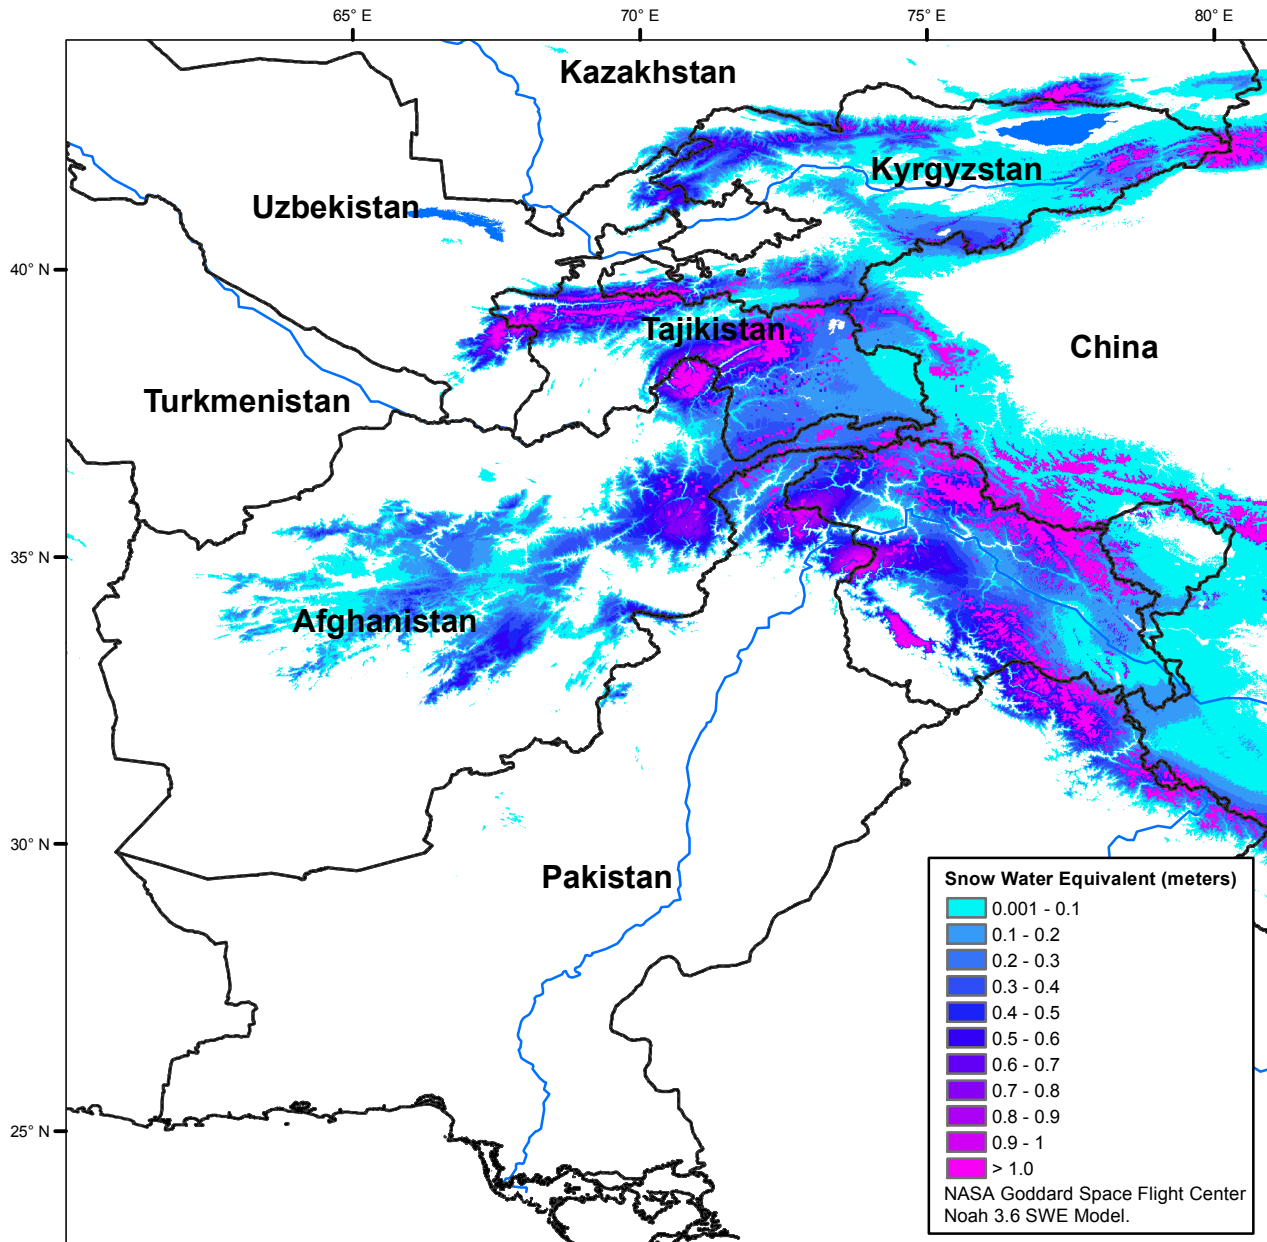 65° E
70° E
75° E
80° E
Kazakhstan
Kyrgyzstan
Uzbekistan
40° N
Tajikistan
China
Turkmenistan
35° N
Afghanistan
30° N
Pakistan
25° N
Snow Water Equivalent (meters)
0.001 - 0.1
0.1 - 0.2
0.2 - 0.3
0.3 - 0.4
0.4 - 0.5
0.5 - 0.6
0.6 - 0.7
0.7 - 0.8
0.8 - 0.9
0.9 - 1
> 1.0
NASA Goddard Space Flight Center
Noah 3.6 SWE Model.